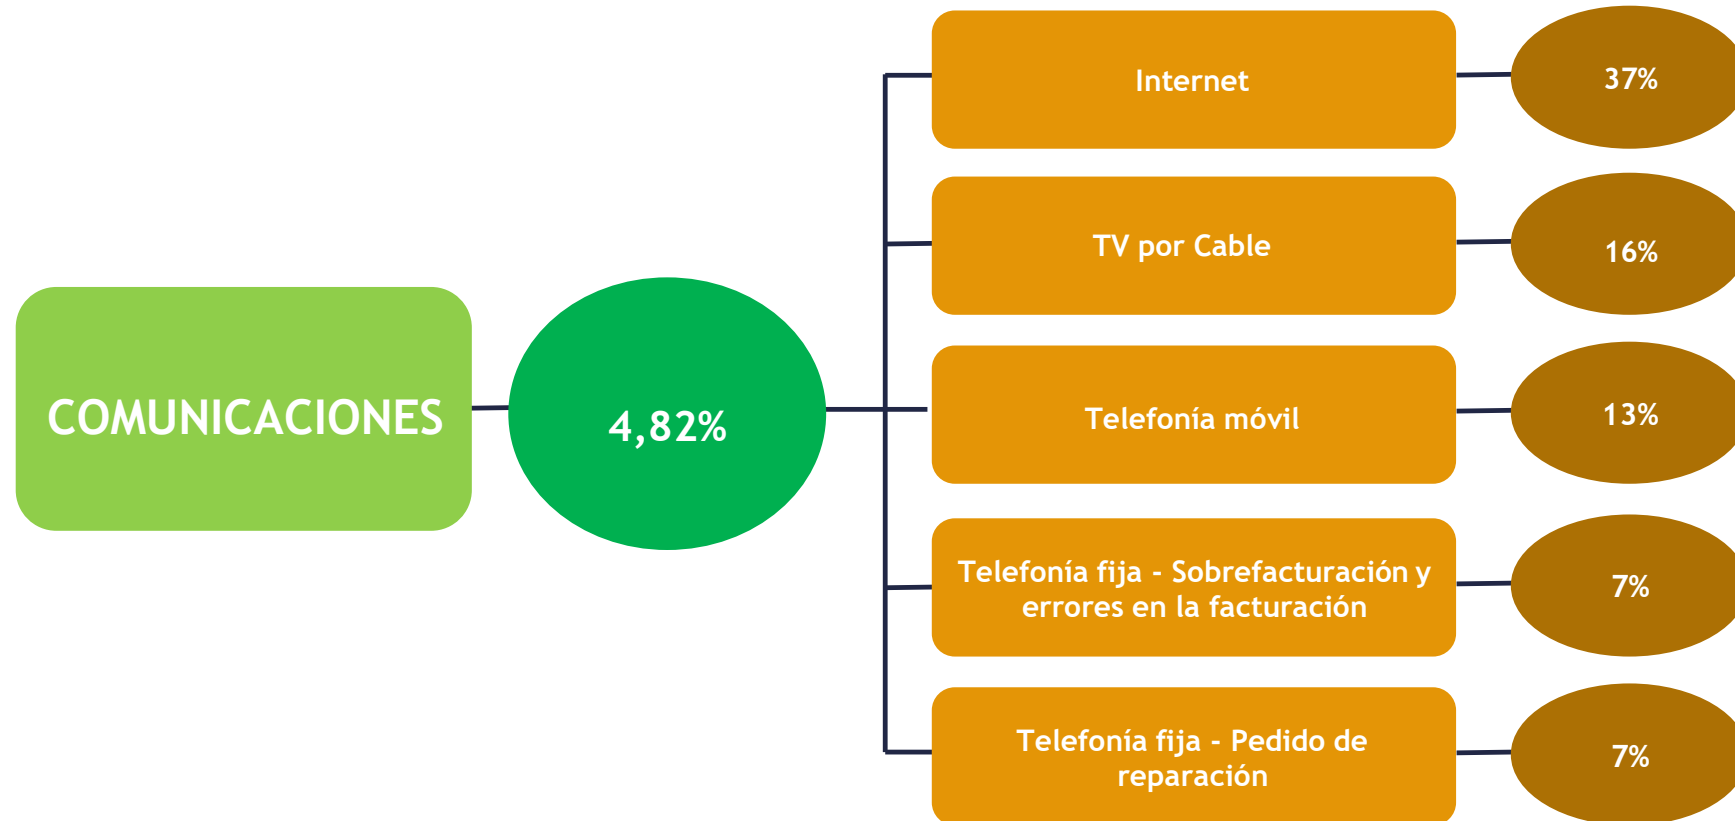 COMUNICACIONES
4,82%
Internet
37%
TV por Cable
16%
Telefonía móvil
13%
Telefonía fija - Sobrefacturación y
errores en la facturación
7%
Telefonía fija - Pedido de
reparación
7%